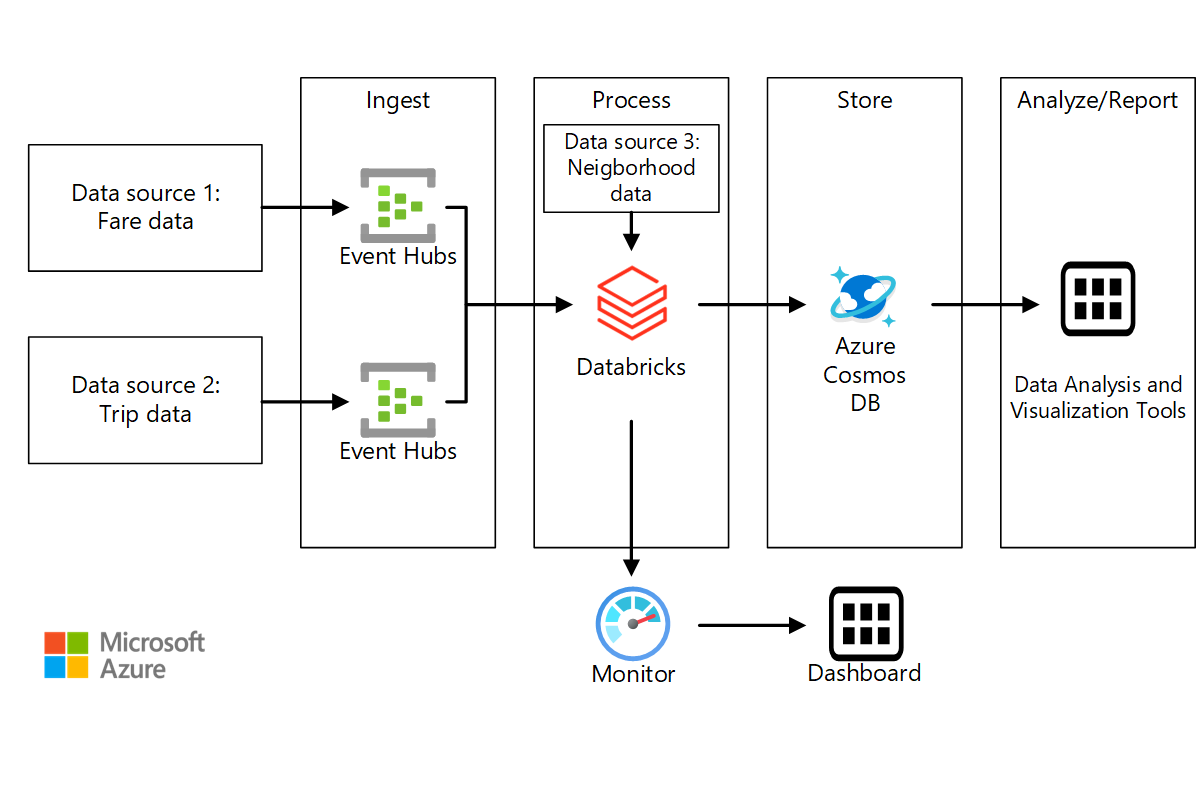 Ingest
Process
Store
Analyze/Report
Data source 1:
Fare data
Event Hubs
Data source 2:
Trip data
Event Hubs
Data source 3:
Neigborhood
data
Databricks
Azure
Cosmos
DB
Data Analysis and
Visualization Tools
Monitor
Dashboard
Microsoft
Azure